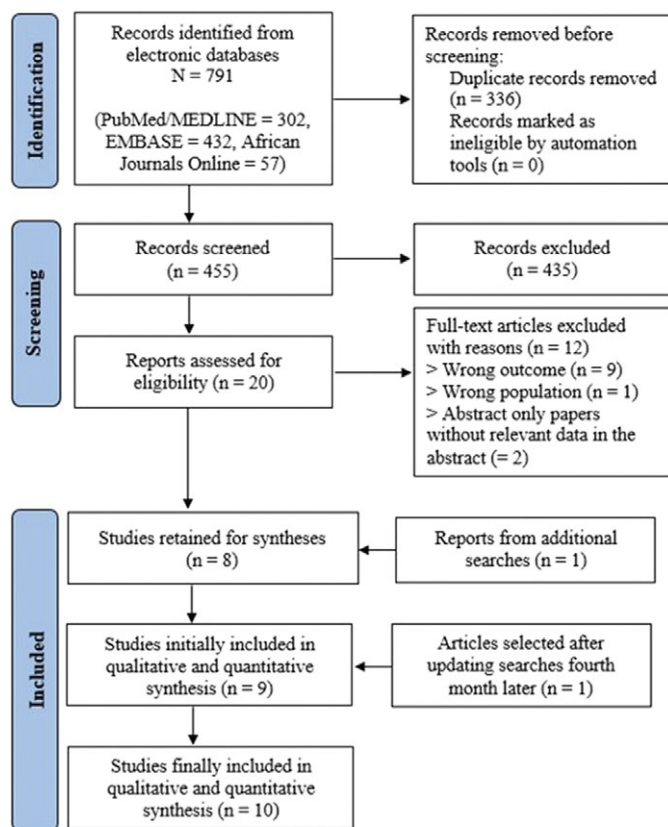 Identification
Records identified from
electronic databases
N = 791
(PubMed/MEDLINE = 302,
EMBASE = 432, African
Journals Online = 57)
Records removed before
screening:
Duplicate records removed
(n = 336)
Records marked as
ineligible by automation
tools (n = 0)
Screening
Records screened
(n = 455)
Records excluded
(n = 435)
Reports assessed for
eligibility (n = 20)
Full-text articles excluded
with reasons (n = 12)
> Wrong outcome (n = 9)
> Wrong population (n = 1)
> Abstract only papers
without relevant data in the
abstract (= 2)
Included
Studies retained for syntheses
(n = 8)
Reports from additional
searches (n = 1)
Studies initially included in
qualitative and quantitative
synthesis (n = 9)
Articles selected after
updating searches fourth
month later (n = 1)
Studies finally included in
qualitative and quantitative
synthesis (n = 10)